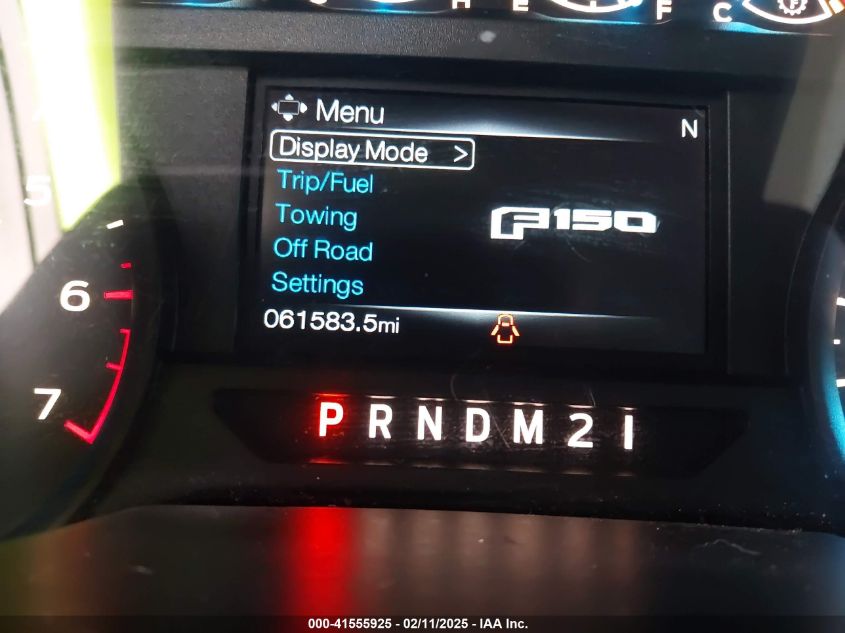 H E F C
Menu
N
Display Mode >
Trip/Fuel
F150
Towing
Off Road
Settings
061583.5mi
5
6
7
P R N D M 2 1
000-41555925 - 02/11/2025 - IAA Inc.